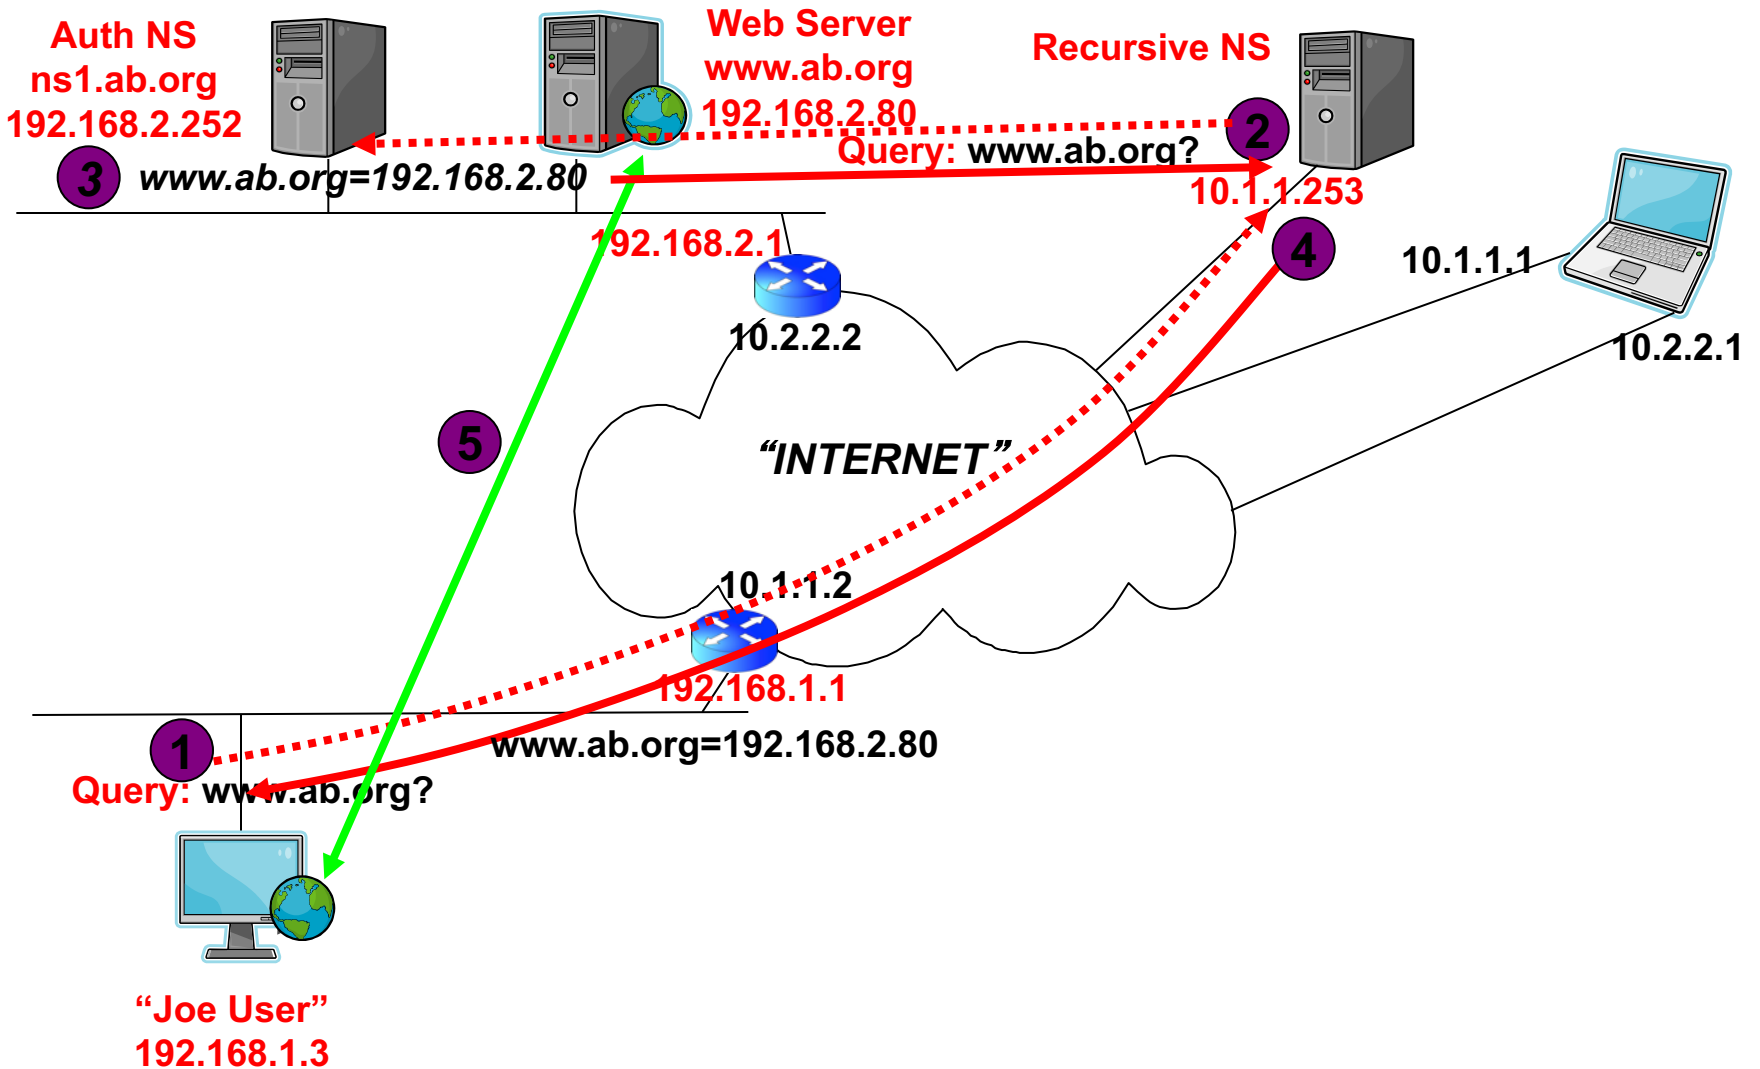 Auth NS
ns1.ab.org
192.168.2.252
Web Server
www.ab.org
192.168.2.80
Recursive NS
2
Query: www.ab.org?
3
www.ab.org=192.168.2.80
10.1.1.253
192.168.2.1
4
10.1.1.1
10.2.2.2
10.2.2.1
5
“INTERNET”
10.1.1.2
192.168.1.1
1
www.ab.org=192.168.2.80
Query: www.ab.org?
“Joe User”
192.168.1.3